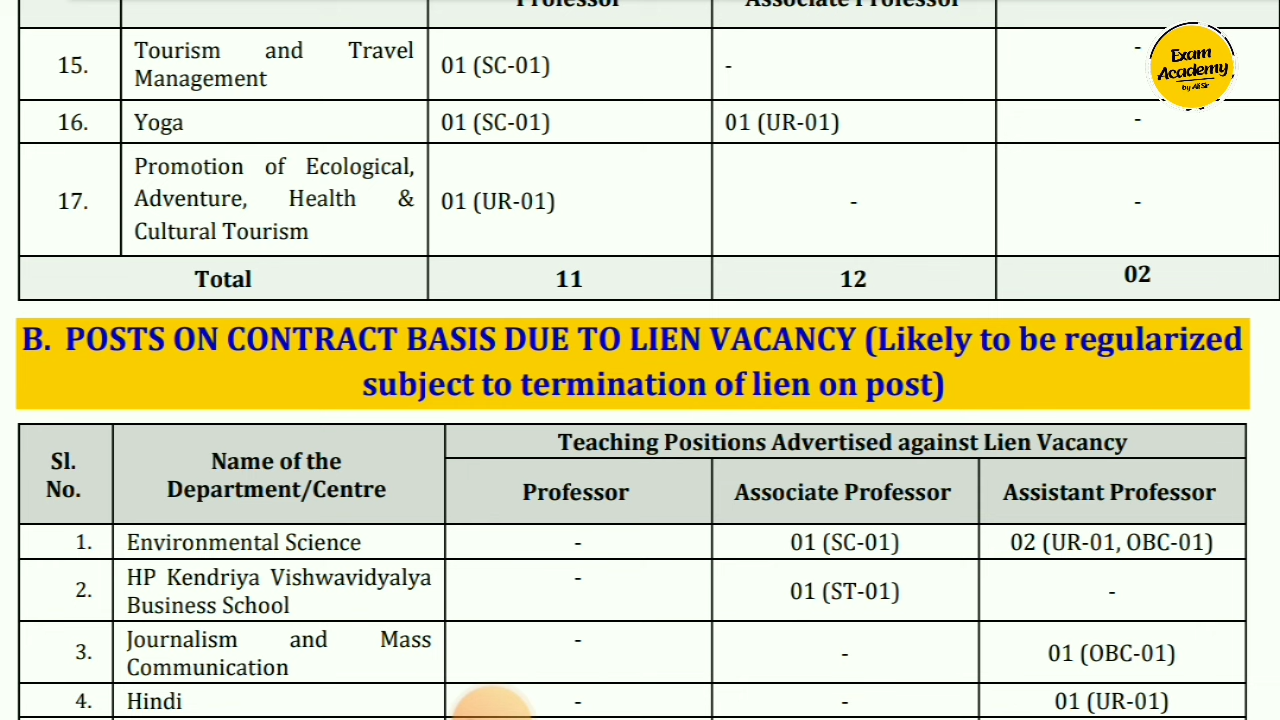 Professor Associate Professor
15. Tourism and Travel Management 01 (SC-01) - -
16. Yoga 01 (SC-01) 01 (UR-01) -
17. Promotion of Ecological, Adventure, Health & Cultural Tourism 01 (UR-01) - -
Total 11 12 02
Exam
Academy
by Ali Sir
B. POSTS ON CONTRACT BASIS DUE TO LIEN VACANCY (Likely to be regularized
subject to termination of lien on post)
Sl. No. Name of the Department/Centre Teaching Positions Advertised against Lien Vacancy
Professor Associate Professor Assistant Professor
1. Environmental Science - 01 (SC-01) 02 (UR-01, OBC-01)
2. HP Kendriya Vishwavidyalya Business School - 01 (ST-01) -
3. Journalism and Mass Communication - - 01 (OBC-01)
4. Hindi - - 01 (UR-01)